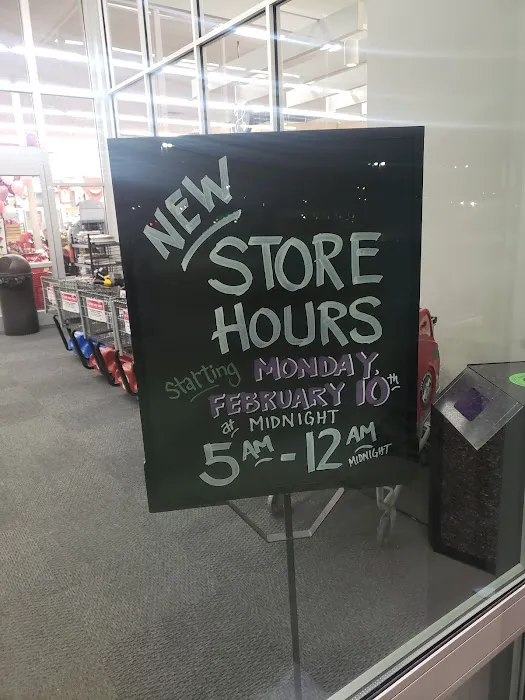 NEW
STORE
HOURS
Starting MONDAY,
FEBRUARY 10th
at MIDNIGHT
5AM - 12AM
MIDNIGHT